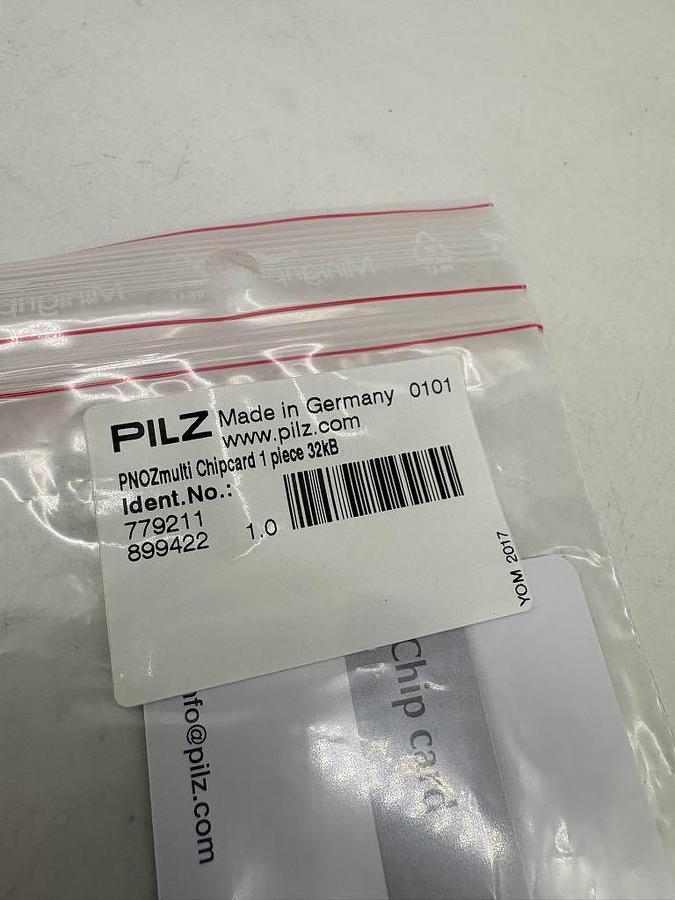 PILZ Made in Germany 0101
www.pilz.com
PNOZmulti Chipcard 1 piece 32kB
Ident.No.:
779211
899422 1.0
YOM 2017
Chip card
nfo@pilz.com